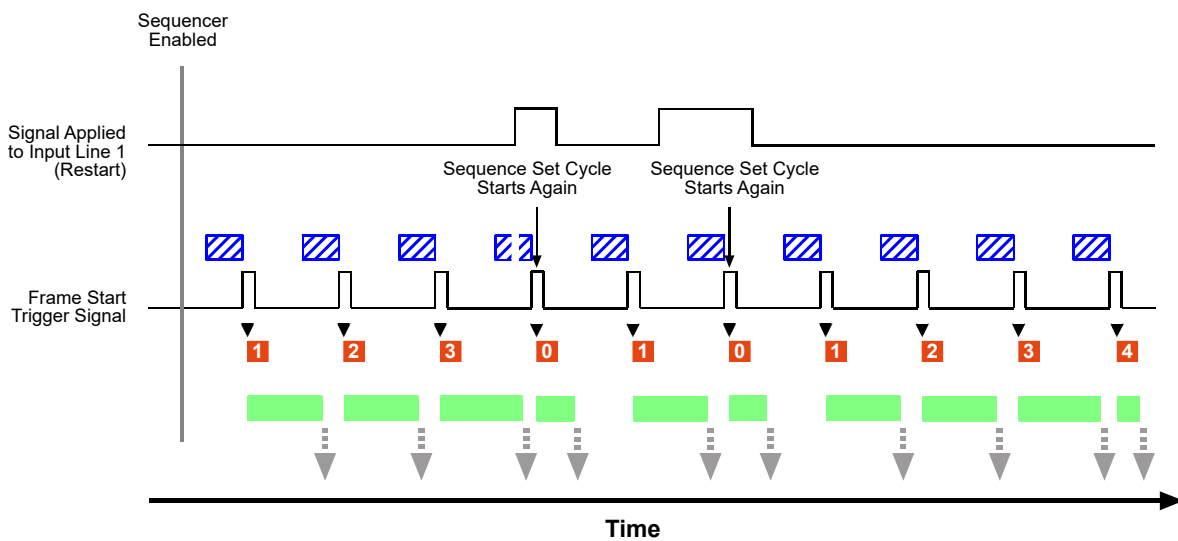 Sequencer
Enabled
Signal Applied
to Input Line 1
(Restart)
Sequence Set Cycle
Starts Again
Sequence Set Cycle
Starts Again
Frame Start
Trigger Signal
1 2 3 0 1 0 1 2 3 4
Time